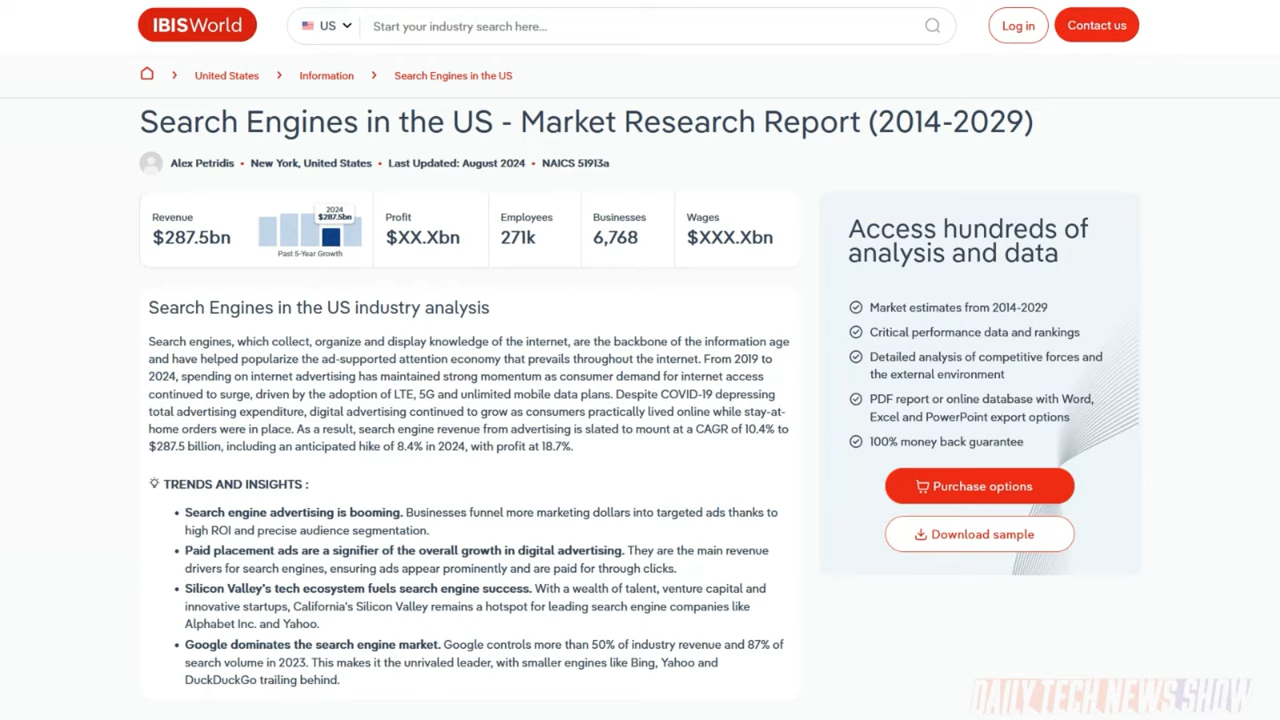 IBISWorld
US
Start your industry search here...
Log in
Contact us
United States
Information
Search Engines in the US
Search Engines in the US - Market Research Report (2014-2029)
Alex Petridis • New York, United States • Last Updated: August 2024 • NAICS 51913a
Revenue
$287.5bn
2024
$287.5bn
Past 5-Year Growth
Profit
$XX.Xbn
Employees
271k
Businesses
6,768
Wages
$XXX.Xbn
Search Engines in the US industry analysis
Search engines, which collect, organize and display knowledge of the internet, are the backbone of the information age
and have helped popularize the ad-supported attention economy that prevails throughout the internet. From 2019 to
2024, spending on internet advertising has maintained strong momentum as consumer demand for internet access
continued to surge, driven by the adoption of LTE, 5G and unlimited mobile data plans. Despite COVID-19 depressing
total advertising expenditure, digital advertising continued to grow as consumers practically lived online while stay-at-
home orders were in place. As a result, search engine revenue from advertising is slated to mount at a CAGR of 10.4% to
$287.5 billion, including an anticipated hike of 8.4% in 2024, with profit at 18.7%.
TRENDS AND INSIGHTS :
• Search engine advertising is booming. Businesses funnel more marketing dollars into targeted ads thanks to
high ROI and precise audience segmentation.
• Paid placement ads are a signifier of the overall growth in digital advertising. They are the main revenue
drivers for search engines, ensuring ads appear prominently and are paid for through clicks.
• Silicon Valley's tech ecosystem fuels search engine success. With a wealth of talent, venture capital and
innovative startups, California's Silicon Valley remains a hotspot for leading search engine companies like
Alphabet Inc. and Yahoo.
• Google dominates the search engine market. Google controls more than 50% of industry revenue and 87% of
search volume in 2023. This makes it the unrivaled leader, with smaller engines like Bing, Yahoo and
DuckDuckGo trailing behind.
Access hundreds of
analysis and data
Market estimates from 2014-2029
Critical performance data and rankings
Detailed analysis of competitive forces and
the external environment
PDF report or online database with Word,
Excel and PowerPoint export options
100% money back guarantee
Purchase options
Download sample
DAILY TECH NEWS SHOW